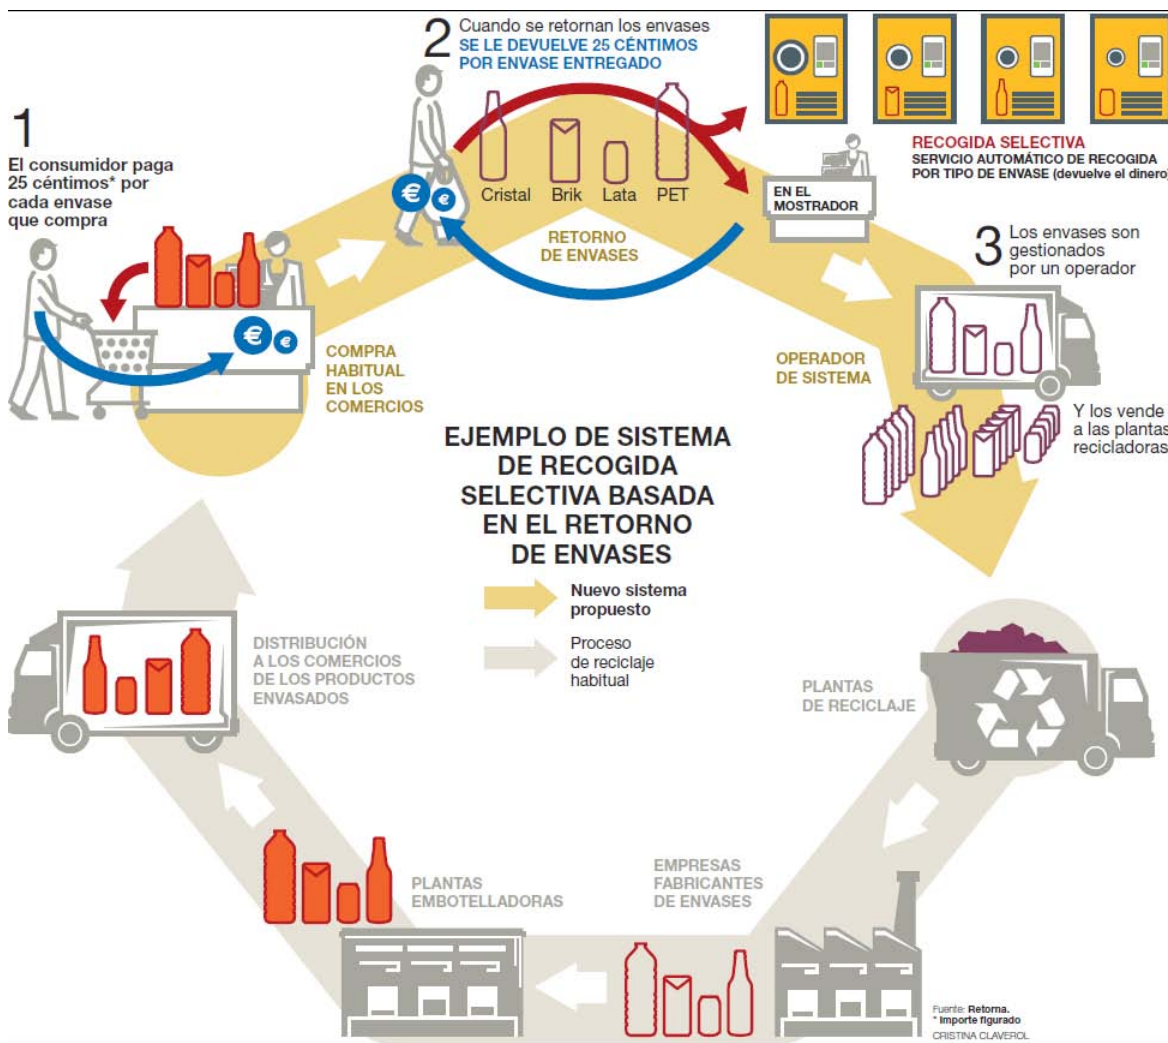 1
El consumidor paga
25 céntimos* por
cada envase
que compra
2
Cuando se retornan los envases
SE LE DEVUELVE 25 CÉNTIMOS
POR ENVASE ENTREGADO
Cristal
Brik
Lata
PET
RETORNO
DE ENVASES
EN EL
MOSTRADOR
RECOGIDA SELECTIVA
SERVICIO AUTOMÁTICO DE RECOGIDA
POR TIPO DE ENVASE (devuelve el dinero)
3
Los envases son
gestionados
por un operador
€
€
€
€
COMPRA
HABITUAL
EN LOS
COMERCIOS
OPERADOR
DE SISTEMA
Y los vende
a las plantas
recicladoras
EJEMPLO DE SISTEMA
DE RECOGIDA
SELECTIVA BASADA
EN EL RETORNO
DE ENVASES
Nuevo sistema
propuesto
Proceso
de reciclaje
habitual
DISTRIBUCIÓN
A LOS COMERCIOS
DE LOS PRODUCTOS
ENVASADOS
PLANTAS
DE RECICLAJE
PLANTAS
EMBOTELLADORAS
EMPRESAS
FABRICANTES
DE ENVASES
Fuente: Retorna.
* Importe figurado
CRISTINA CLAVEROL